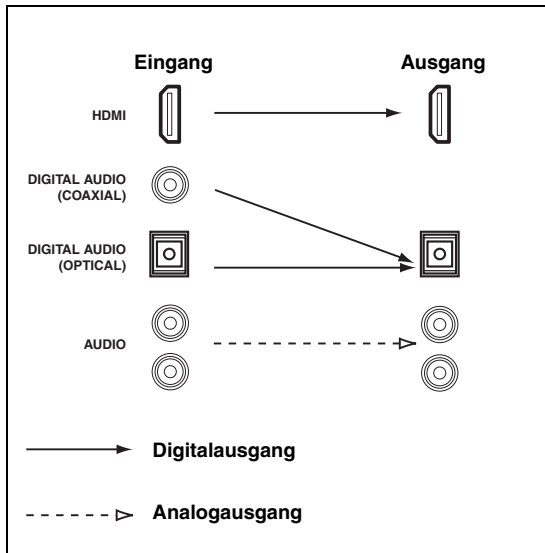 Eingang Ausgang
HDMI
DIGITAL AUDIO
(COAXIAL)
DIGITAL AUDIO
(OPTICAL)
AUDIO
Digitalausgang
Analogausgang